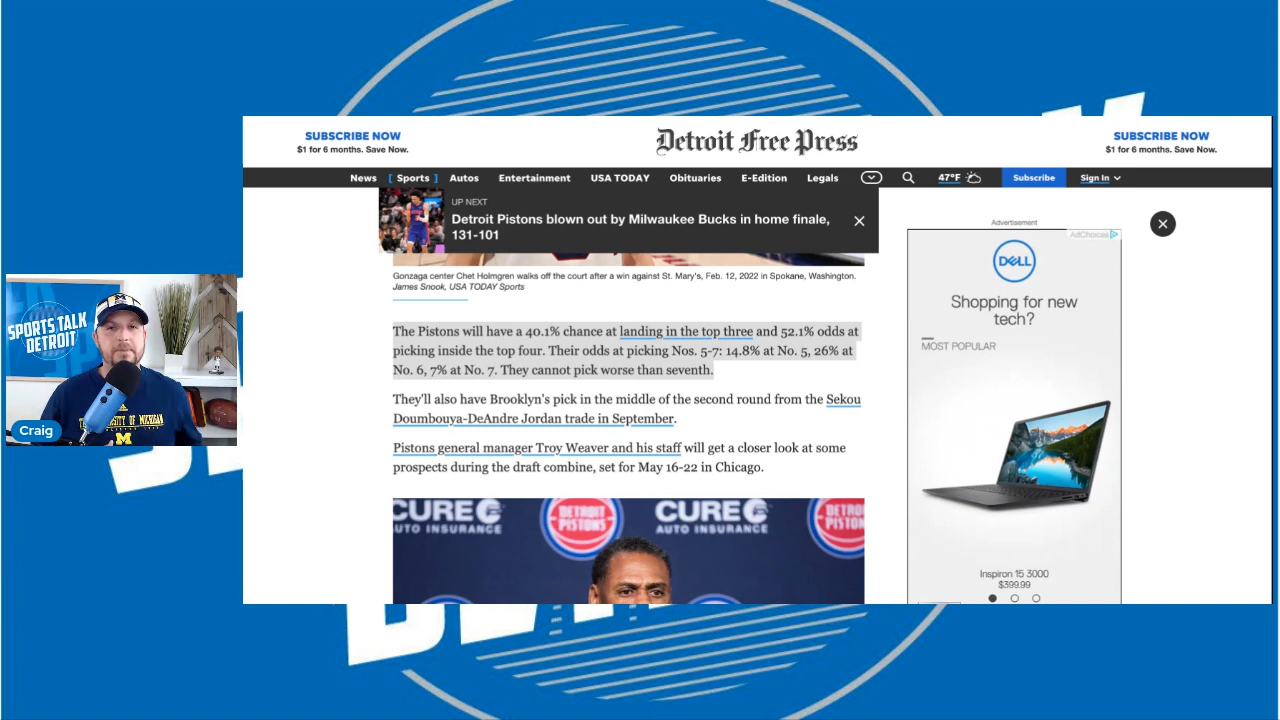 SUBSCRIBE NOW
$1 for 6 months. Save Now.
Detroit Free Press
SUBSCRIBE NOW
$1 for 6 months. Save Now.
News [ Sports ] Autos Entertainment USA TODAY Obituaries E-Edition Legals 47°F Subscribe Sign In
UP NEXT
Detroit Pistons blown out by Milwaukee Bucks in home finale,
131-101
Gonzaga center Chet Holmgren walks off the court after a win against St. Mary's, Feb. 12, 2022 in Spokane, Washington.
James Snook, USA TODAY Sports
The Pistons will have a 40.1% chance at landing in the top three and 52.1% odds at
picking inside the top four. Their odds at picking Nos. 5-7: 14.8% at No. 5, 26% at
No. 6, 7% at No. 7. They cannot pick worse than seventh.
They'll also have Brooklyn's pick in the middle of the second round from the Sekou
Doumbouya-DeAndre Jordan trade in September.
Pistons general manager Troy Weaver and his staff will get a closer look at some
prospects during the draft combine, set for May 16-22 in Chicago.
CURE
AUTO INSURANCE
DETROIT
PISTONS
CURE
AUTO INSURANCE
DETROIT
Advertisement
AdChoices
DELL
Shopping for new
tech?
MOST POPULAR
Inspiron 15 3000
$399.99
SPORTS TALK
DETROIT
OF MICHIGAN
M
Craig